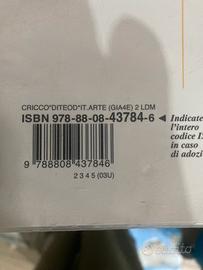 CRICCO*DITEOD*IT.ARTE (GIA4E) 2 LDM
ISBN 978-88-08-43784-6
Indicate
l'intero
codice I
in caso
di adozi
9 788808 437846
2 3 4 5 (03U)
subito